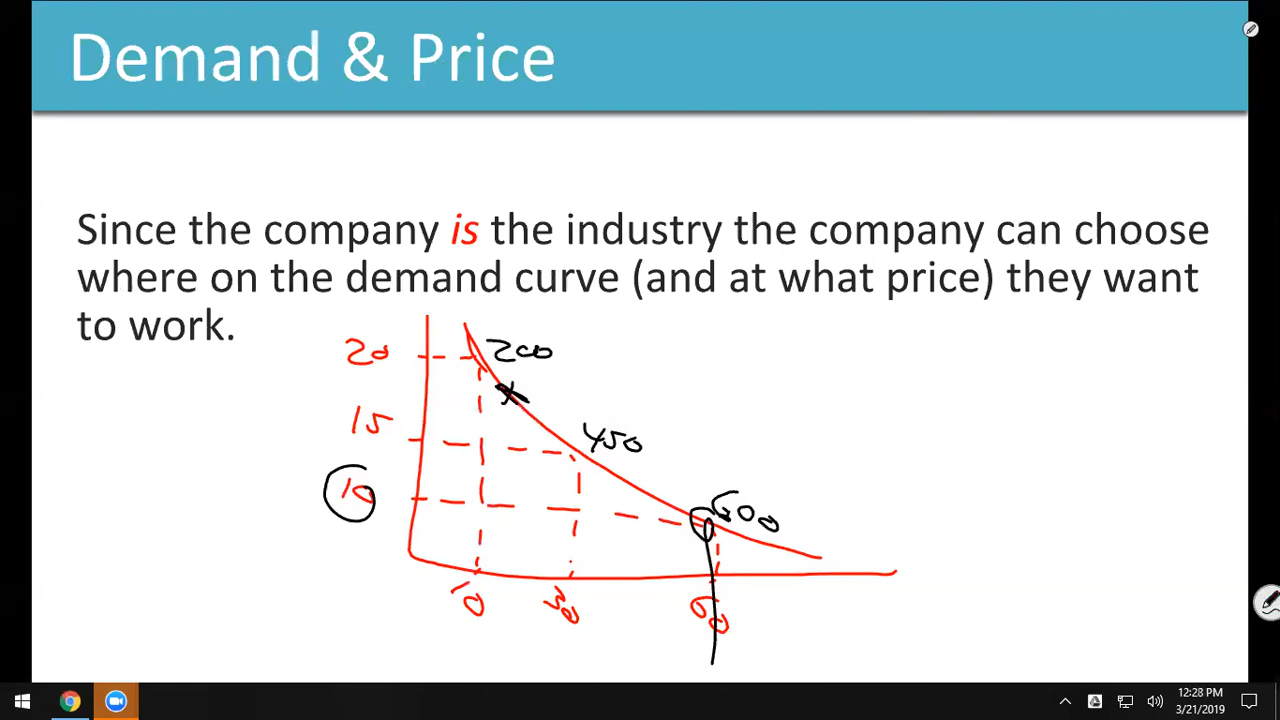 Demand & Price
Since the company is the industry the company can choose
where on the demand curve (and at what price) they want
to work.
20
200
15
450
10
600
10
30
60
12:28 PM
3/21/2019